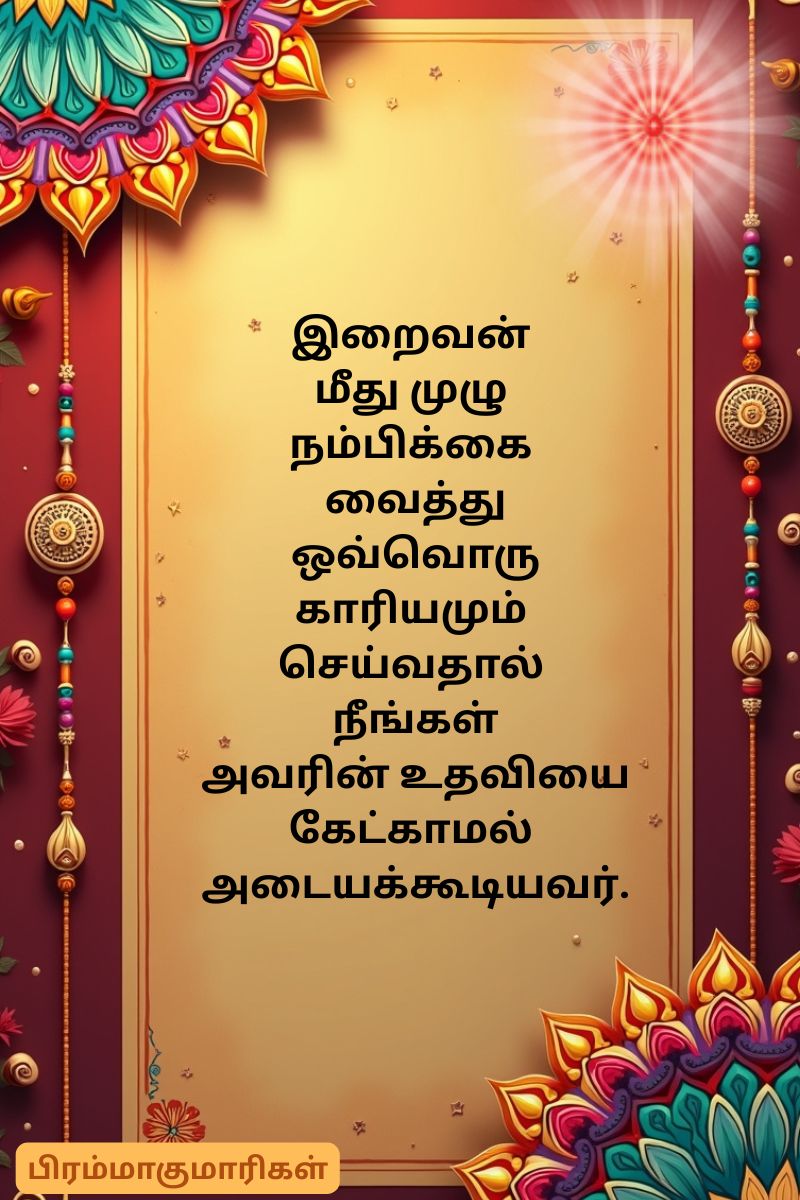 இறைவன்
மீது முழு
நம்பிக்கை
வைத்து
ஒவ்வொரு
காரியமும்
செய்வதால்
நீங்கள்
அவரின் உதவியை
கேட்காமல்
அடையக்கூடியவர்.
பிரம்மாகுமாரிகள்